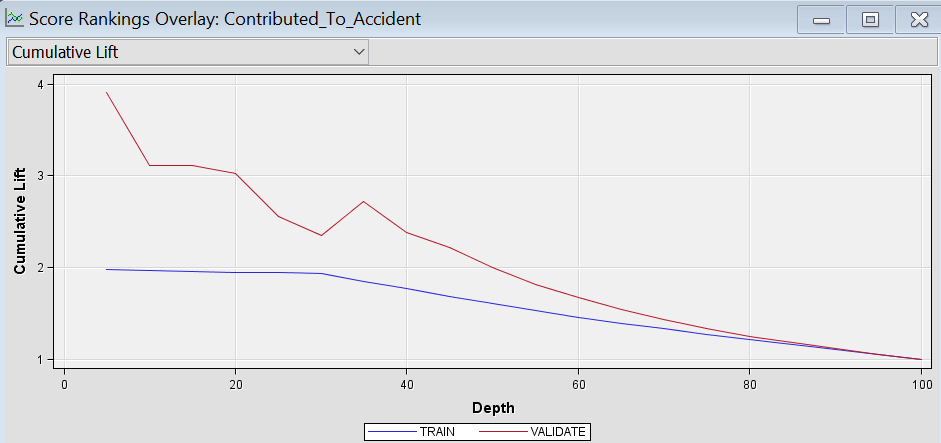 Score Rankings Overlay: Contributed_To_Accident
Cumulative Lift
4
3
2
1
Cumulative Lift
0 20 40 60 80 100
Depth
TRAIN VALIDATE